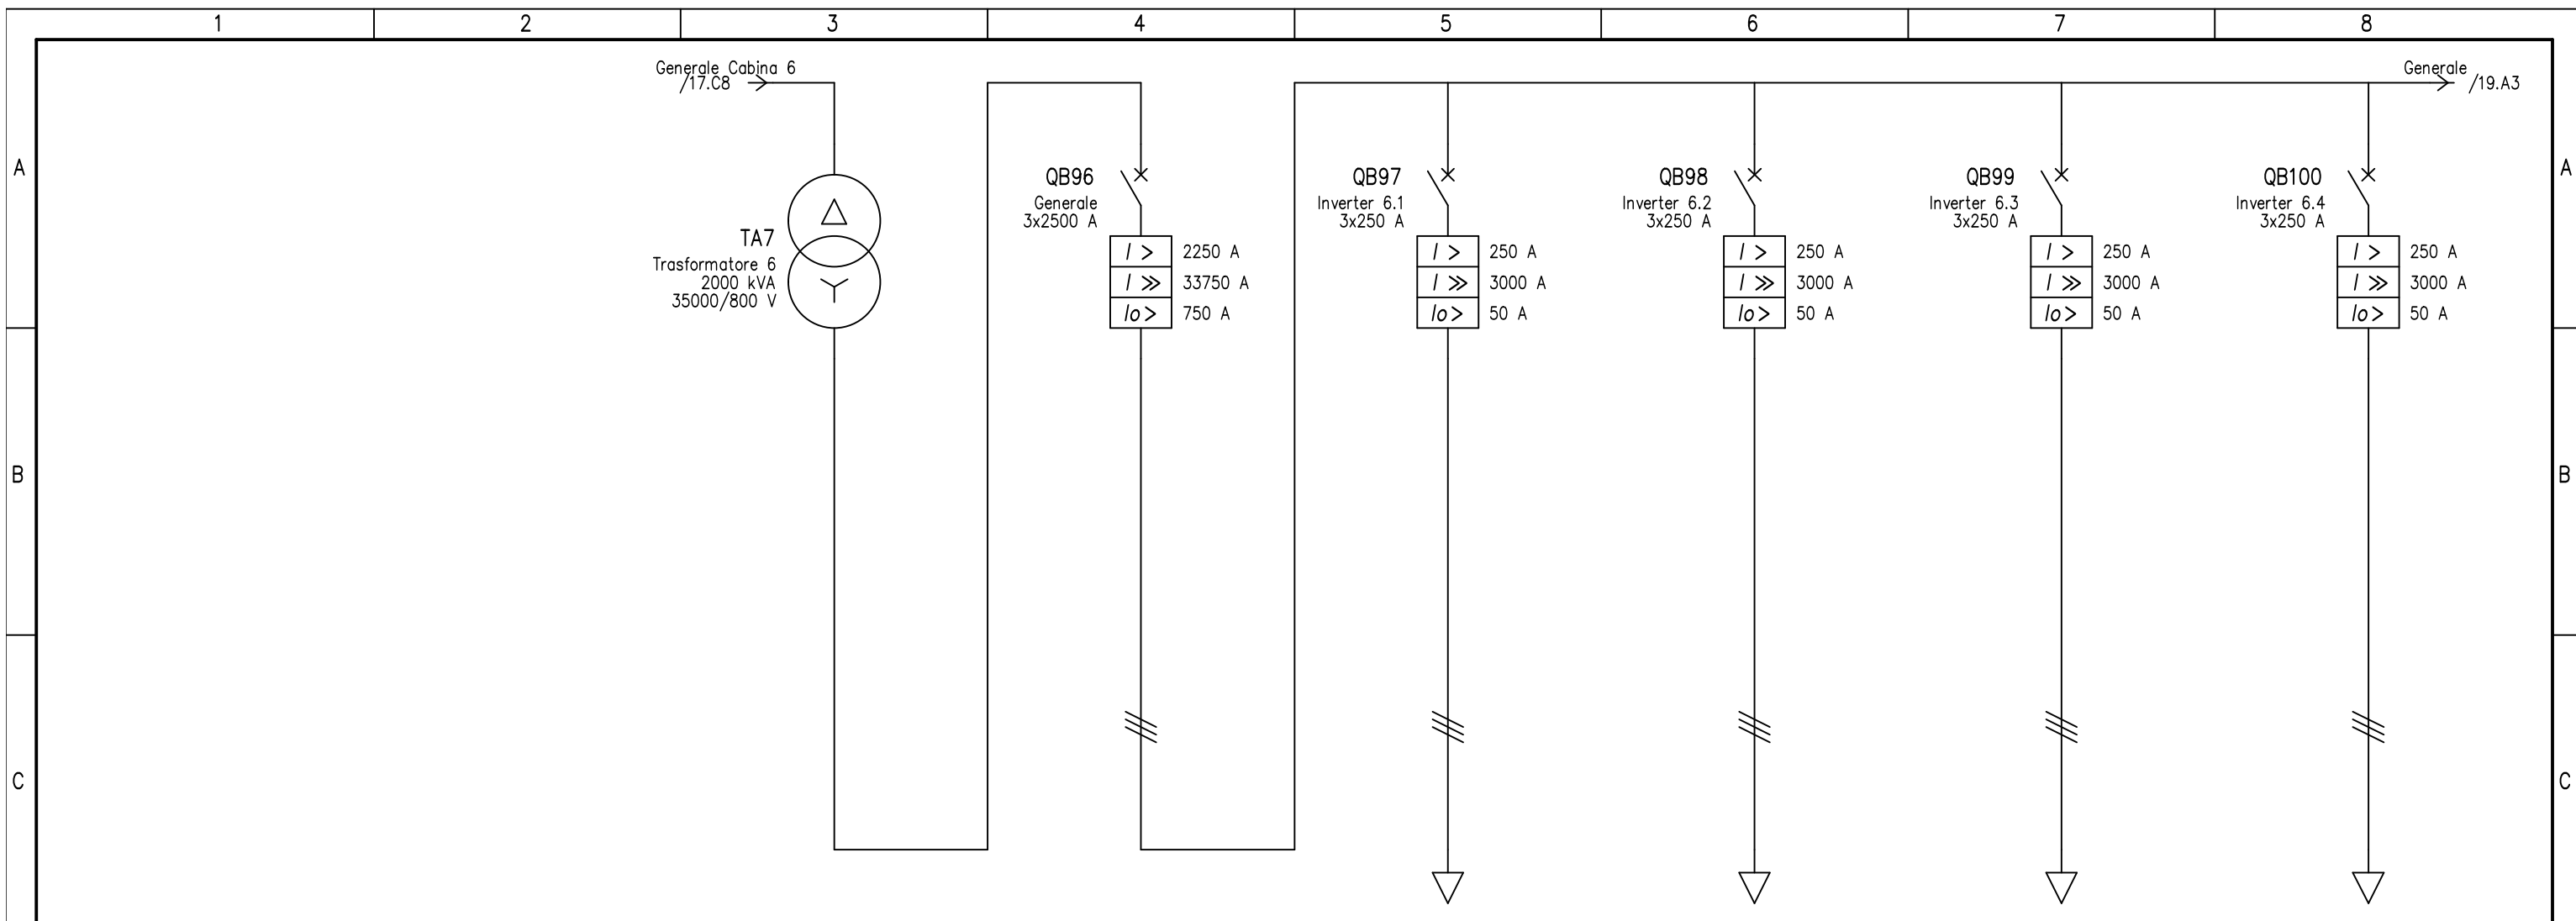 1 2 3 4 5 6 7 8
Generale Cabina 6
/17.C8
Generale
/19.A3
A A
TA7
Trasformatore 6
2000 kVA
35000/800 V
QB96
Generale
3x2500 A
I > 2250 A
I >> 33750 A
Io> 750 A
QB97
Inverter 6.1
3x250 A
I > 250 A
I >> 3000 A
Io> 50 A
QB98
Inverter 6.2
3x250 A
I > 250 A
I >> 3000 A
Io> 50 A
QB99
Inverter 6.3
3x250 A
I > 250 A
I >> 3000 A
Io> 50 A
QB100
Inverter 6.4
3x250 A
I > 250 A
I >> 3000 A
Io> 50 A
B B
C C